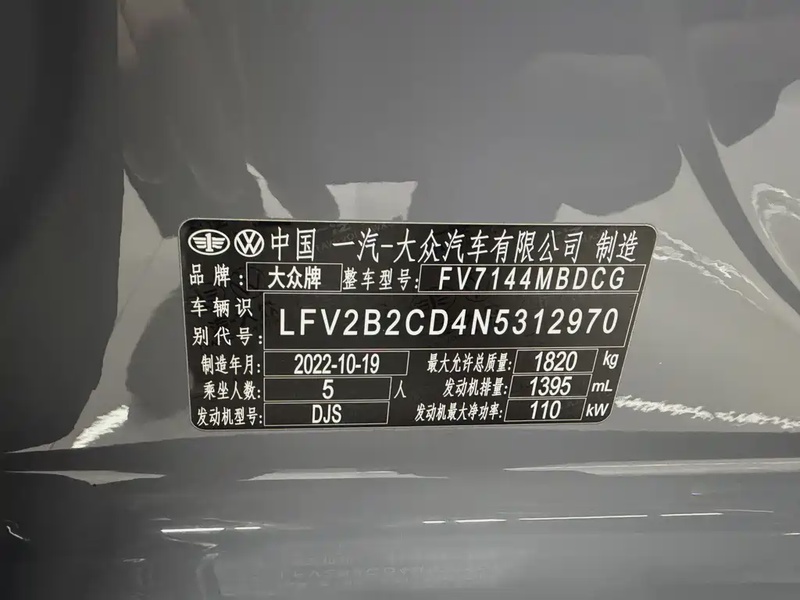 中国 一汽-大众汽车有限公司 制造
品牌: 大众牌 整车型号: FV7144MBDCG
车辆识别代号: LFV2B2CD4N5312970
制造年月: 2022-10-19 最大允许总质量: 1820 kg
乘坐人数: 5 人 发动机排量: 1395 mL
发动机型号: DJS 发动机最大净功率: 110 kW